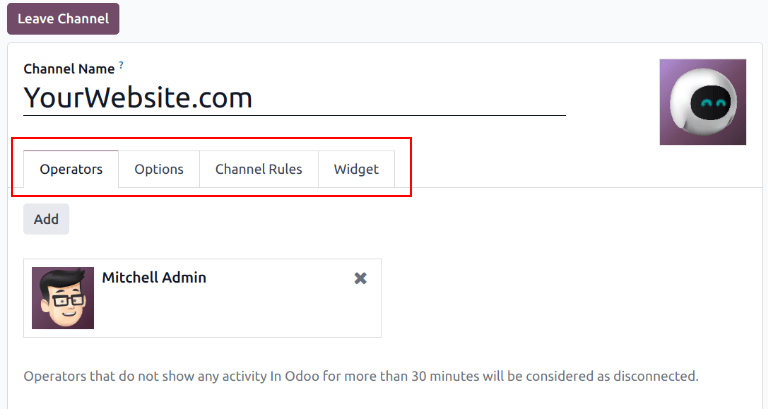 Leave Channel
Channel Name ?
YourWebsite.com
Operators Options Channel Rules Widget
Add
Mitchell Admin
Operators that do not show any activity In Odoo for more than 30 minutes will be considered as disconnected.